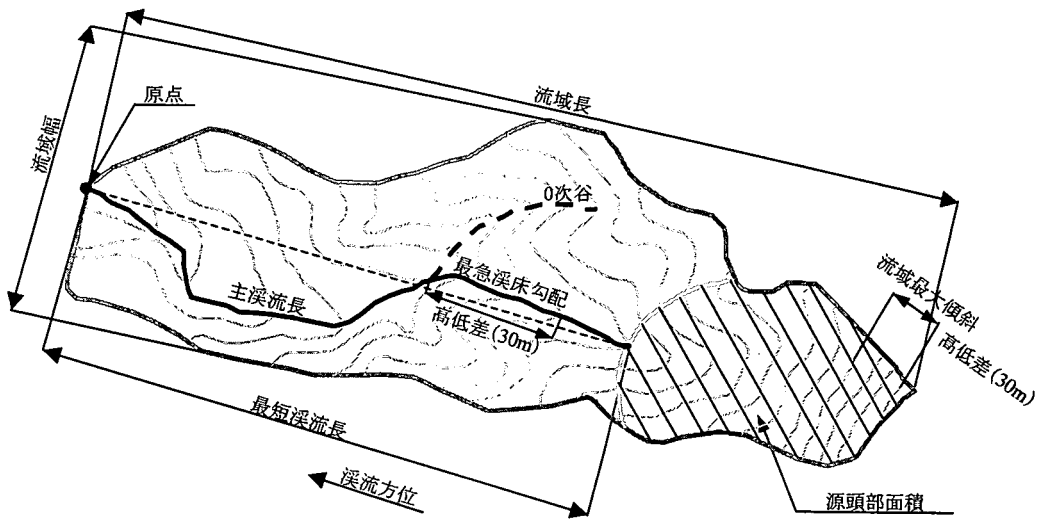 流域長
原点
流域幅
0次谷
最急渓床勾配
流域最大傾斜
主渓流長
高低差(30m)
高低差(30m)
最短渓流長
渓流方位
源頭部面積